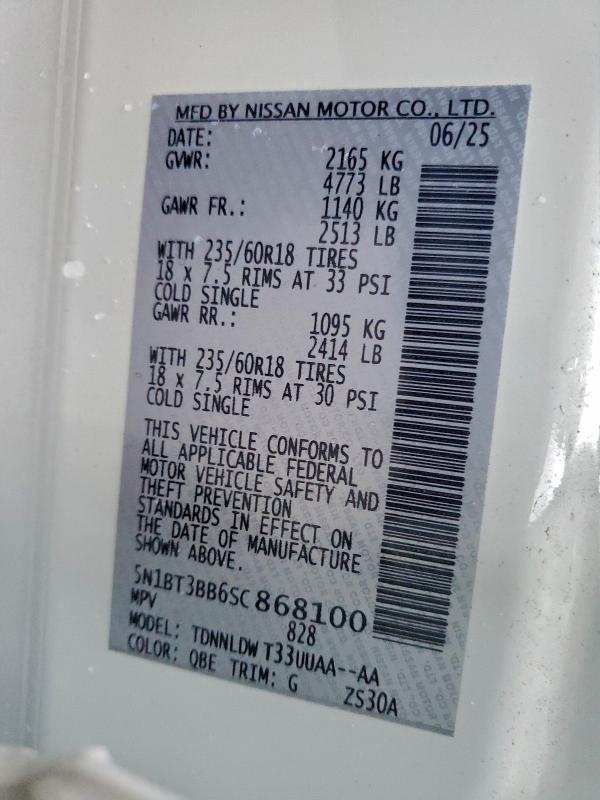 MFD BY NISSAN MOTOR CO., LTD.
DATE: 06/25
GVWR: 2165 KG
4773 LB
GAWR FR.: 1140 KG
2513 LB
WITH 235/60R18 TIRES
18 x 7.5 RIMS AT 33 PSI
COLD SINGLE
GAWR RR.: 1095 KG
2414 LB
WITH 235/60R18 TIRES
18 x 7.5 RIMS AT 30 PSI
COLD SINGLE
THIS VEHICLE CONFORMS TO
ALL APPLICABLE FEDERAL
MOTOR VEHICLE SAFETY AND
THEFT PREVENTION
STANDARDS IN EFFECT ON
THE DATE OF MANUFACTURE
SHOWN ABOVE.
5N1BT3BB6SC868100
MPV 828
MODEL: TDNNLDW T33UUAA--AA
COLOR: QBE TRIM: G ZS30A